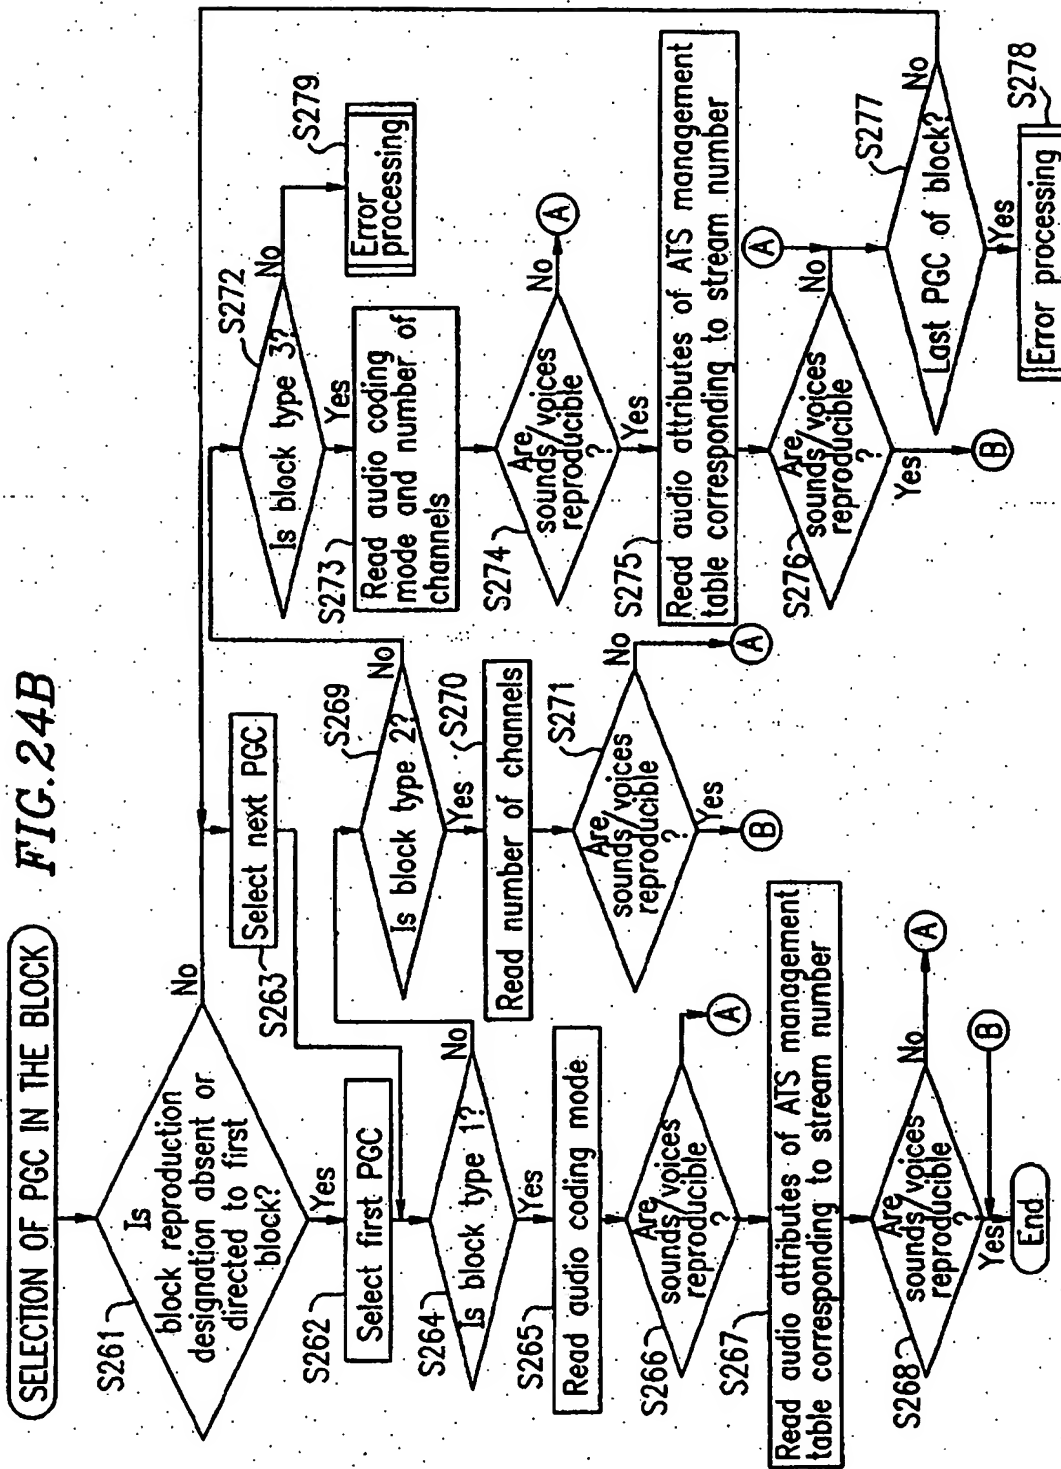 FIG.24B
SELECTION OF PGC IN THE BLOCK
S261
Is
block reproduction
designation absent or
directed to first
block?
No
Yes
S262
Select first PGC
S263
Select next PGC
S264
Is block type 1?
No
Yes
S265
Read audio coding mode
S266
Are
sounds/voices
reproducible
?
A
S267
Read audio attributes of ATS management
table corresponding to stream number
S268
Are
sounds/voices
reproducible
?
No
A
Yes
B
End
S269
Is block type 2?
No
Yes
S270
Read number of channels
S271
Are
sounds/voices
reproducible
?
No
A
Yes
B
S272
Is block type 3?
No
S279
Error
processing
Yes
S273
Read audio coding
mode and number of
channels
S274
Are
sounds/voices
reproducible
?
No
A
Yes
S275
Read audio attributes of ATS management
table corresponding to stream number
S276
Are
sounds/voices
reproducible
?
No
Yes
B
A
S277
Last PGC of block?
No
Yes
S278
Error processing